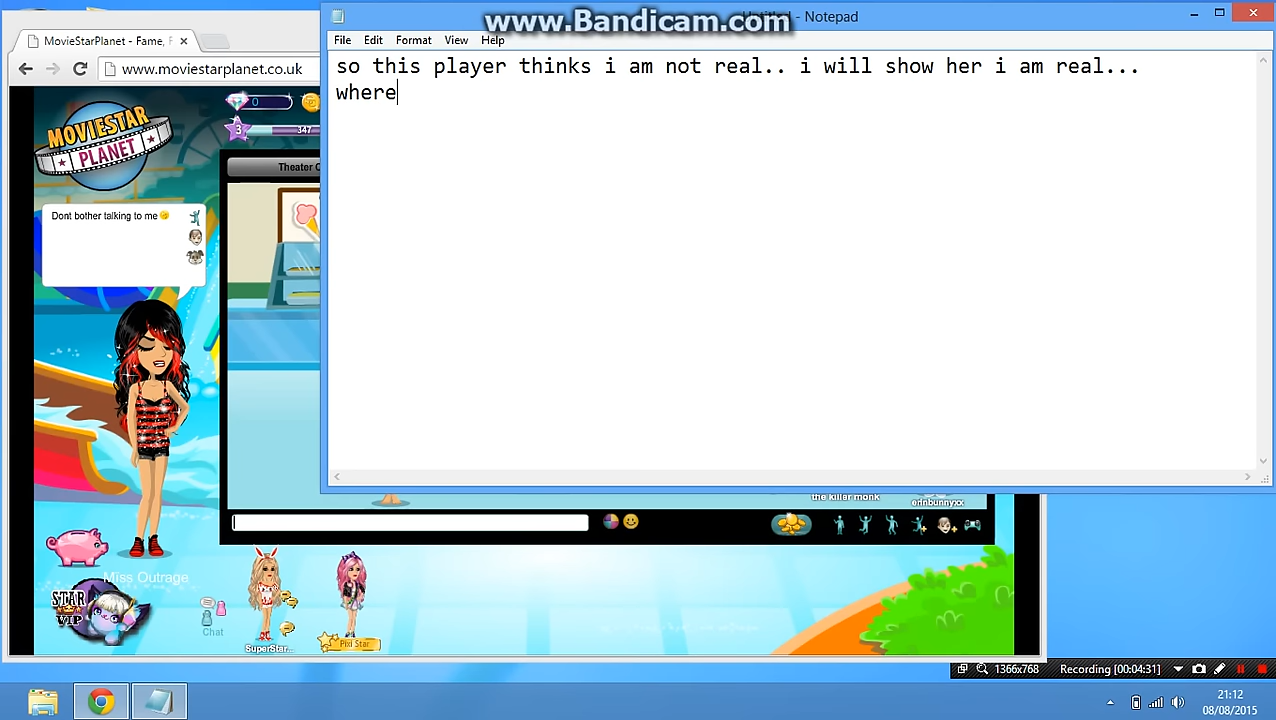 www.Bandicam.com
- Notepad
MovieStarPlanet - Fame, F
File Edit Format View Help
www.moviestarplanet.co.uk
so this player thinks i am not real.. i will show her i am real...
where
0
3
347
MOVIESTAR
PLANET
Theater C
Dont bother talking to me
the killer monk
erinbunnyxx
Miss Outrage
STAR
VIP
Chat
SuperStar...
Pixi Star
1366x768
Recording [00:04:31]
21:12
08/08/2015